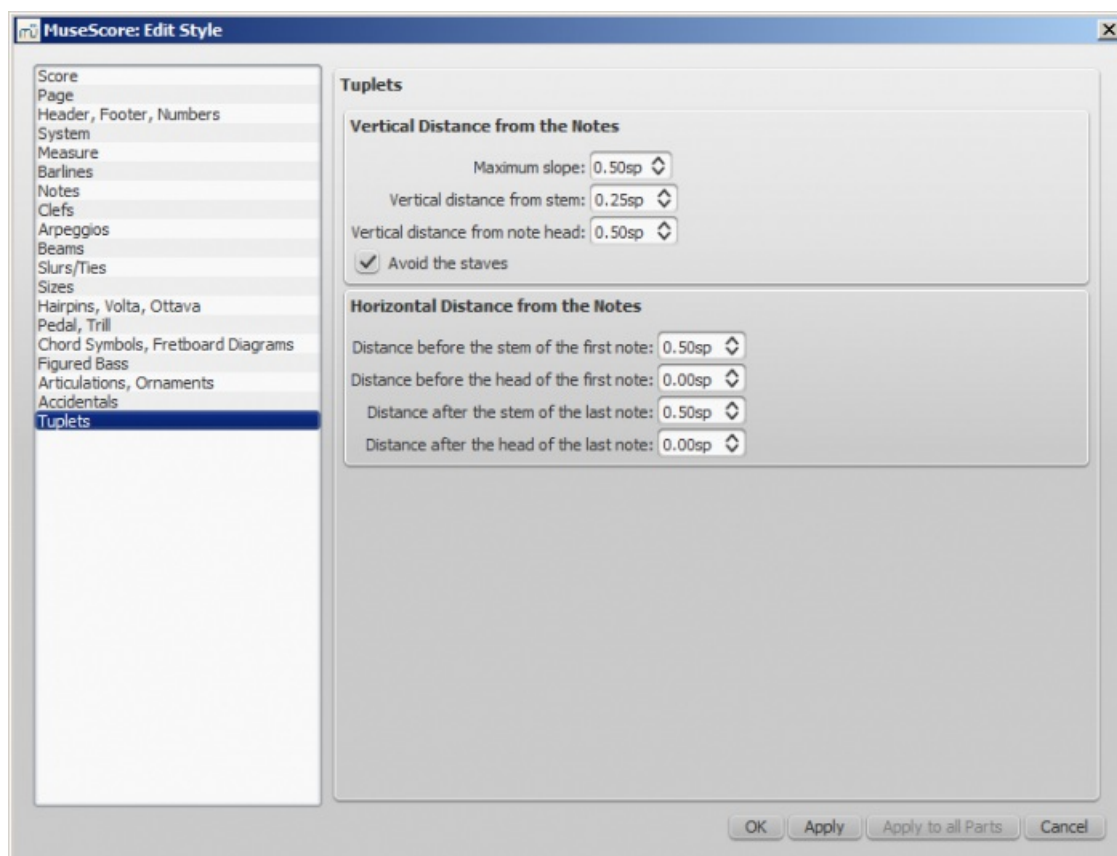 MuseScore: Edit Style
Score
Page
Header, Footer, Numbers
System
Measure
Barlines
Notes
Clefs
Arpeggios
Beams
Slurs/Ties
Sizes
Hairpins, Volta, Ottava
Pedal, Trill
Chord Symbols, Fretboard Diagrams
Figured Bass
Articulations, Ornaments
Accidentals
Tuplets
Tuplets
Vertical Distance from the Notes
Maximum slope: 0.50sp
Vertical distance from stem: 0.25sp
Vertical distance from note head: 0.50sp
Avoid the staves
Horizontal Distance from the Notes
Distance before the stem of the first note: 0.50sp
Distance before the head of the first note: 0.00sp
Distance after the stem of the last note: 0.50sp
Distance after the head of the last note: 0.00sp
OK Apply Apply to all Parts Cancel